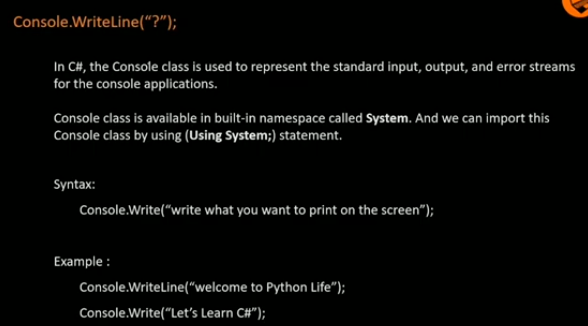 Console.WriteLine(“?”);
In C#, the Console class is used to represent the standard input, output, and error streams
for the console applications.
Console class is available in built-in namespace called System. And we can import this
Console class by using (Using System;) statement.
Syntax:
Console.Write(“write what you want to print on the screen”);
Example :
Console.WriteLine(“welcome to Python Life”);
Console.Write(“Let’s Learn C#”);